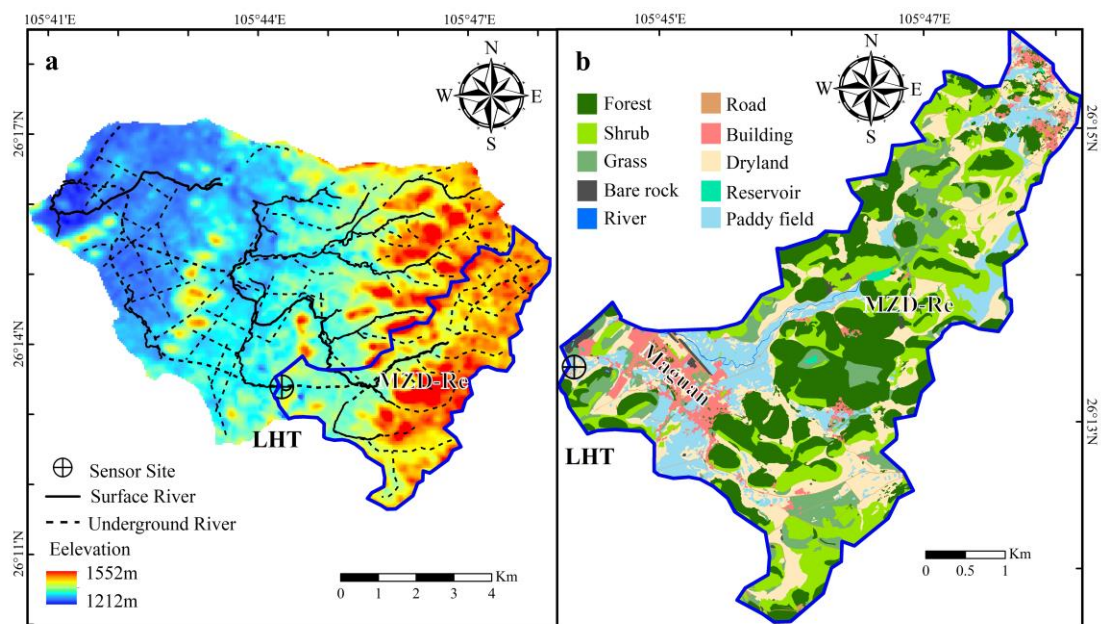 105°41'E 105°44'E 105°47'E
a
N
W E
S
26°17'N
26°14'N
26°11'N
MZD-Re
LHT
Sensor Site
Surface River
Underground River
Eelevation
1552m
1212m
Km
0 1 2 3 4
105°45'E 105°47'E
b
N
W E
S
Forest
Shrub
Grass
Bare rock
River
Road
Building
Dryland
Reservoir
Paddy field
26°15'N
26°13'N
MZD-Re
Maguan
LHT
Km
0 0.5 1